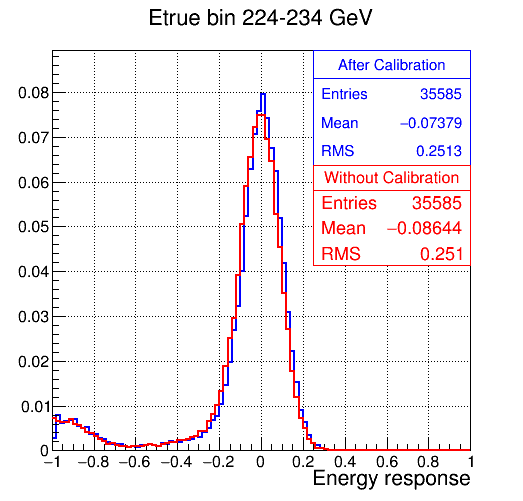 Etrue bin 224-234 GeV
After Calibration
Entries 35585
Mean −0.07379
RMS 0.2513
Without Calibration
Entries 35585
Mean −0.08644
RMS 0.251
0.08
0.07
0.06
0.05
0.04
0.03
0.02
0.01
0
−1 −0.8 −0.6 −0.4 −0.2 0 0.2 0.4 0.6 0.8 1
Energy response